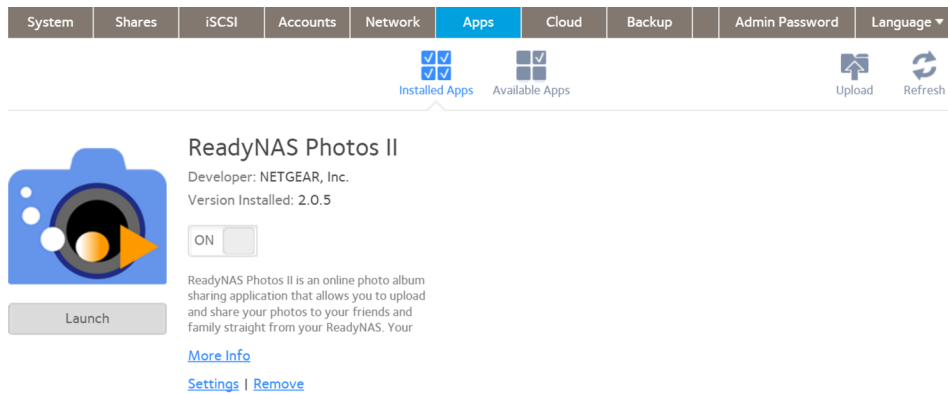 System Shares iSCSI Accounts Network Apps Cloud Backup Admin Password Language
Installed Apps Available Apps Upload Refresh
ReadyNAS Photos II
Developer: NETGEAR, Inc.
Version Installed: 2.0.5
ON
ReadyNAS Photos II is an online photo album
sharing application that allows you to upload
and share your photos to your friends and
family straight from your ReadyNAS. Your
Launch
More Info
Settings | Remove